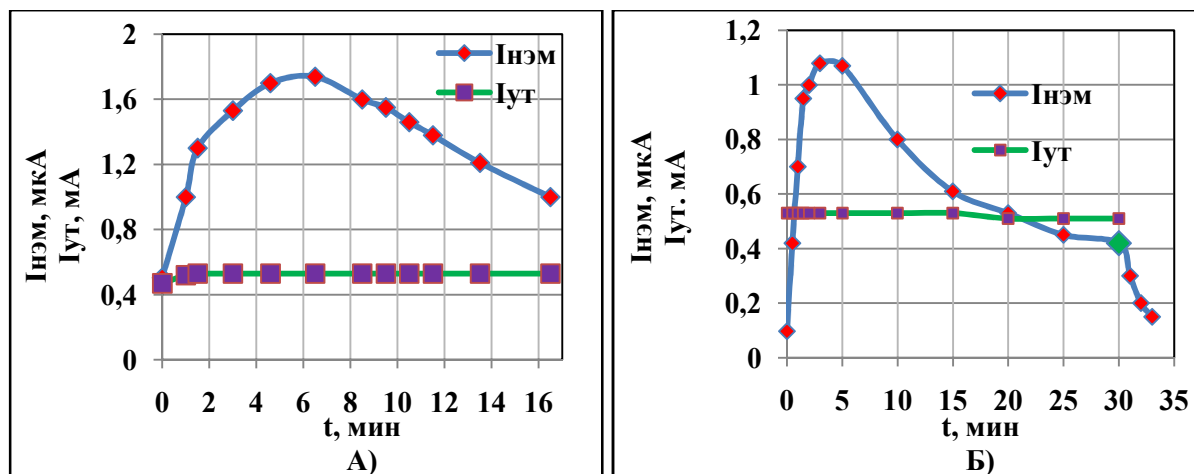 Iнэм, мкА
Iут, мА
2
1,6
1,2
0,8
0,4
0
Iнэм
Iут
0 2 4 6 8 10 12 14 16
t, мин
А)
Iнэм, мкА
Iут. мА
1,2
1
0,8
0,6
0,4
0,2
0
Iнэм
Iут
0 5 10 15 20 25 30 35
t, мин
Б)